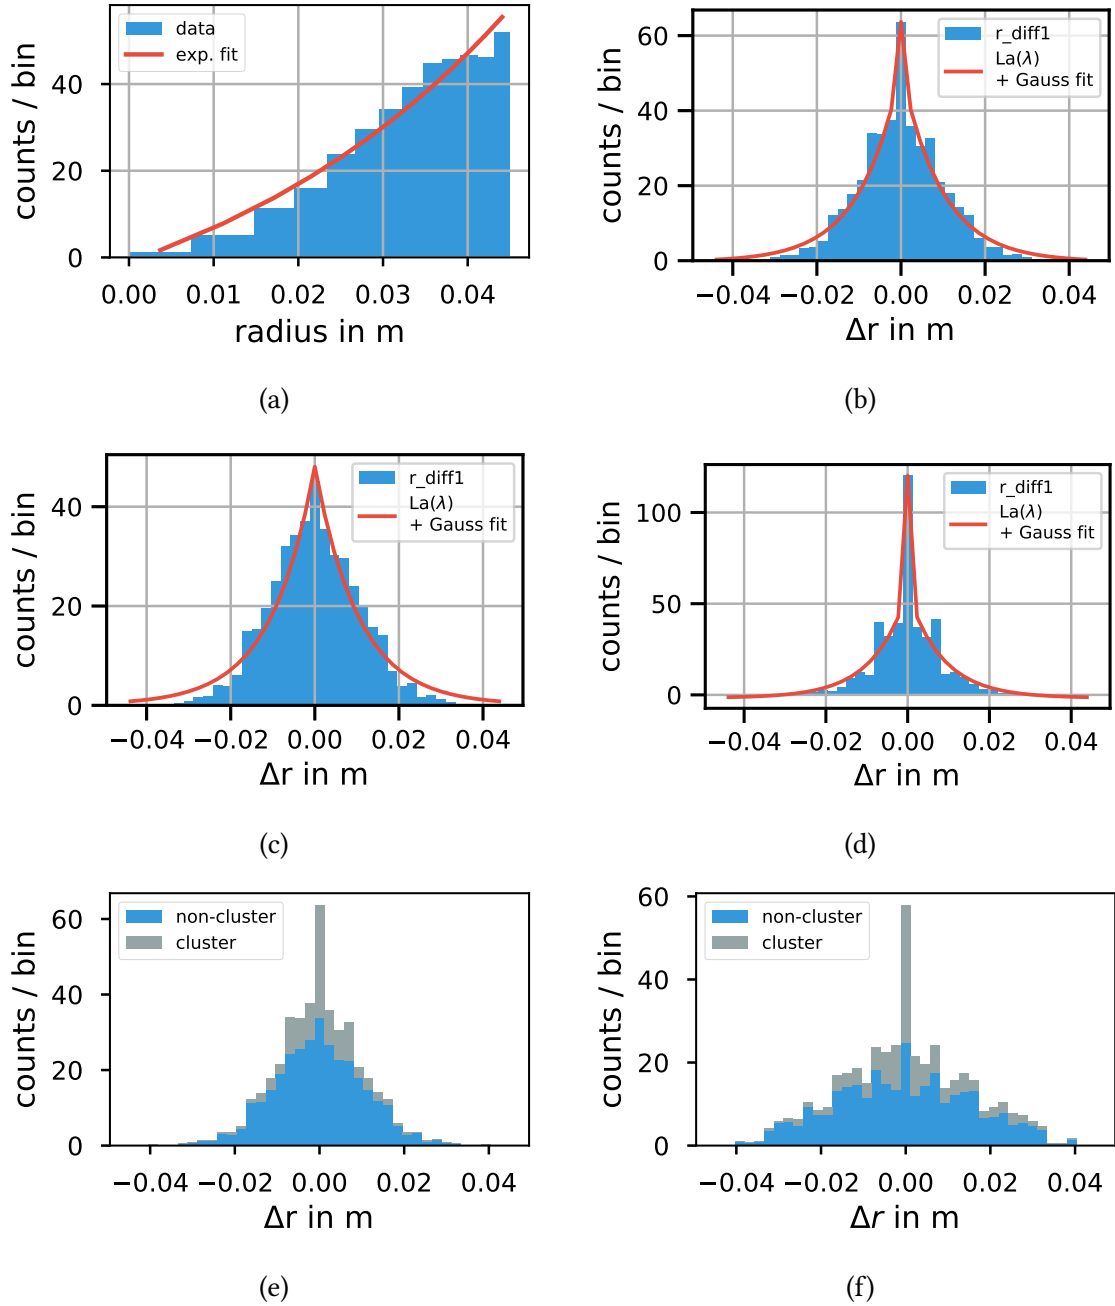 data
exp. fit
counts / bin
40
20
0
0.00 0.01 0.02 0.03 0.04
radius in m
(a)
r_diff1
La(λ)
+ Gauss fit
counts / bin
60
40
20
0
−0.04 −0.02 0.00 0.02 0.04
Δr in m
(b)
r_diff1
La(λ)
+ Gauss fit
counts / bin
40
20
0
−0.04 −0.02 0.00 0.02 0.04
Δr in m
(c)
r_diff1
La(λ)
+ Gauss fit
counts / bin
100
50
0
−0.04 −0.02 0.00 0.02 0.04
Δr in m
(d)
non-cluster
cluster
counts / bin
60
40
20
0
−0.04 −0.02 0.00 0.02 0.04
Δr in m
(e)
non-cluster
cluster
counts / bin
60
40
20
0
−0.04 −0.02 0.00 0.02 0.04
Δr in m
(f)